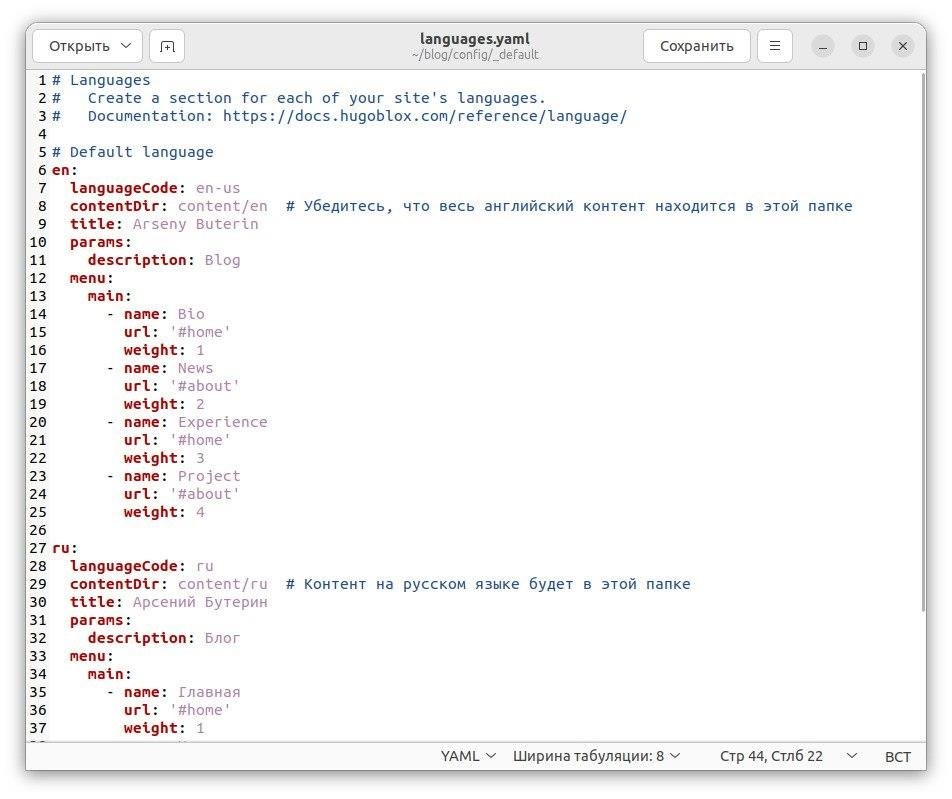 Открыть
languages.yaml
~/blog/config/_default
Сохранить
1 # Languages
2 #   Create a section for each of your site's languages.
3 #   Documentation: https://docs.hugoblox.com/reference/language/
4
5 # Default language
6 en:
7   languageCode: en-us
8   contentDir: content/en  # Убедитесь, что весь английский контент находится в этой папке
9   title: Arseny Buterin
10   params:
11     description: Blog
12   menu:
13     main:
14       - name: Bio
15         url: '#home'
16         weight: 1
17       - name: News
18         url: '#about'
19         weight: 2
20       - name: Experience
21         url: '#home'
22         weight: 3
23       - name: Project
24         url: '#about'
25         weight: 4
26
27 ru:
28   languageCode: ru
29   contentDir: content/ru  # Контент на русском языке будет в этой папке
30   title: Арсений Бутерин
31   params:
32     description: Блог
33   menu:
34     main:
35       - name: Главная
36         url: '#home'
37         weight: 1
YAML Ширина табуляции: 8 Стр 44, Стлб 22 ВСТ